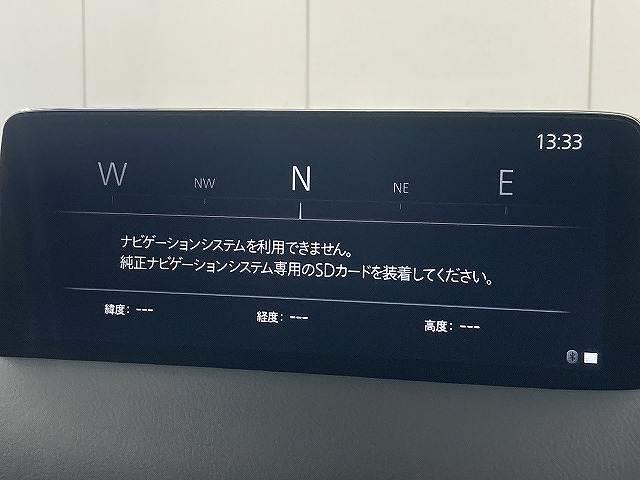 13:33
W NW N NE E
ナビゲーションシステムを利用できません。
純正ナビゲーションシステム専用のSDカードを装着してください。
緯度: --- 経度: --- 高度: ---